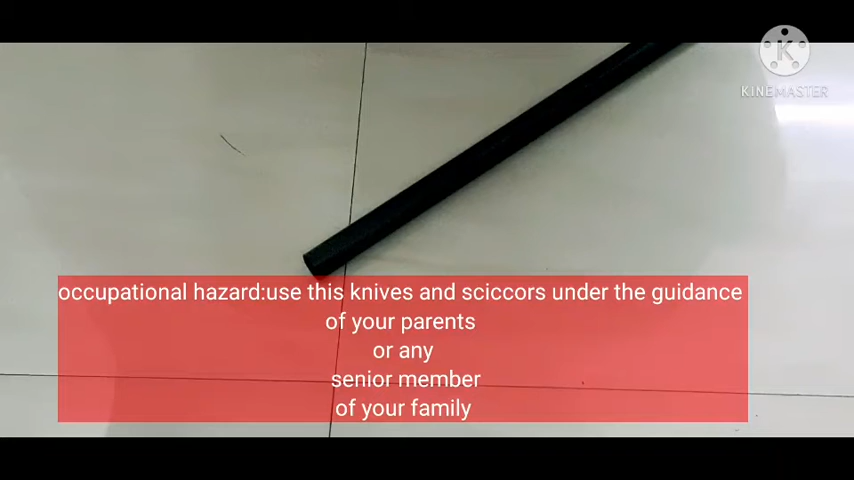 KINEMASTER
occupational hazard:use this knives and sciccors under the guidance
of your parents
or any
senior member
of your family